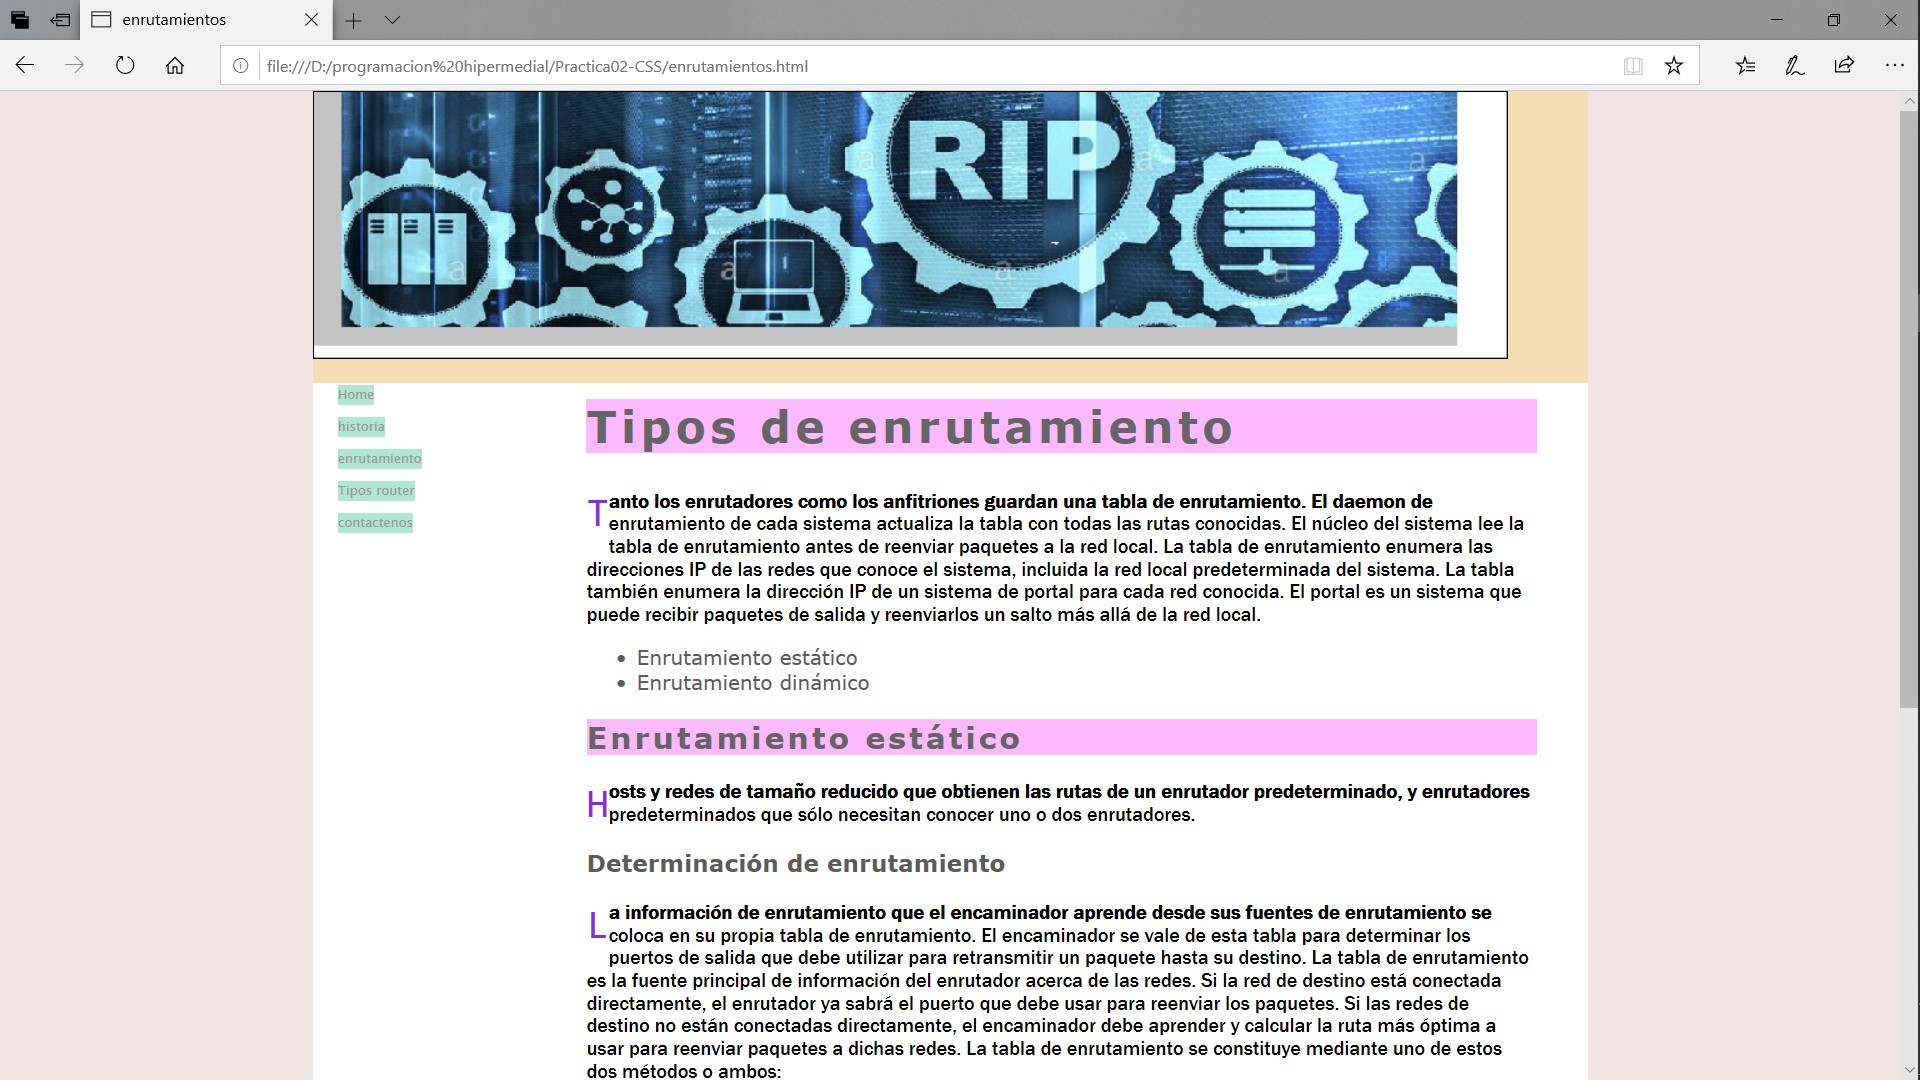 enrutamientos
file:///D:/programacion%20hipermedial/Practica02-CSS/enrutamientos.html
RIP
a a a a a a a
Home
historia
enrutamiento
Tipos router
contactenos
Tipos de enrutamiento
Tanto los enrutadores como los anfitriones guardan una tabla de enrutamiento. El daemon de
enrutamiento de cada sistema actualiza la tabla con todas las rutas conocidas. El núcleo del sistema lee la
tabla de enrutamiento antes de reenviar paquetes a la red local. La tabla de enrutamiento enumera las
direcciones IP de las redes que conoce el sistema, incluida la red local predeterminada del sistema. La tabla
también enumera la dirección IP de un sistema de portal para cada red conocida. El portal es un sistema que
puede recibir paquetes de salida y reenviarlos un salto más allá de la red local.
• Enrutamiento estático
• Enrutamiento dinámico
Enrutamiento estático
Hosts y redes de tamaño reducido que obtienen las rutas de un enrutador predeterminado, y enrutadores
predeterminados que sólo necesitan conocer uno o dos enrutadores.
Determinación de enrutamiento
La información de enrutamiento que el encaminador aprende desde sus fuentes de enrutamiento se
coloca en su propia tabla de enrutamiento. El encaminador se vale de esta tabla para determinar los
puertos de salida que debe utilizar para retransmitir un paquete hasta su destino. La tabla de enrutamiento
es la fuente principal de información del enrutador acerca de las redes. Si la red de destino está conectada
directamente, el enrutador ya sabrá el puerto que debe usar para reenviar los paquetes. Si las redes de
destino no están conectadas directamente, el encaminador debe aprender y calcular la ruta más óptima a
usar para reenviar paquetes a dichas redes. La tabla de enrutamiento se constituye mediante uno de estos
dos métodos o ambos: